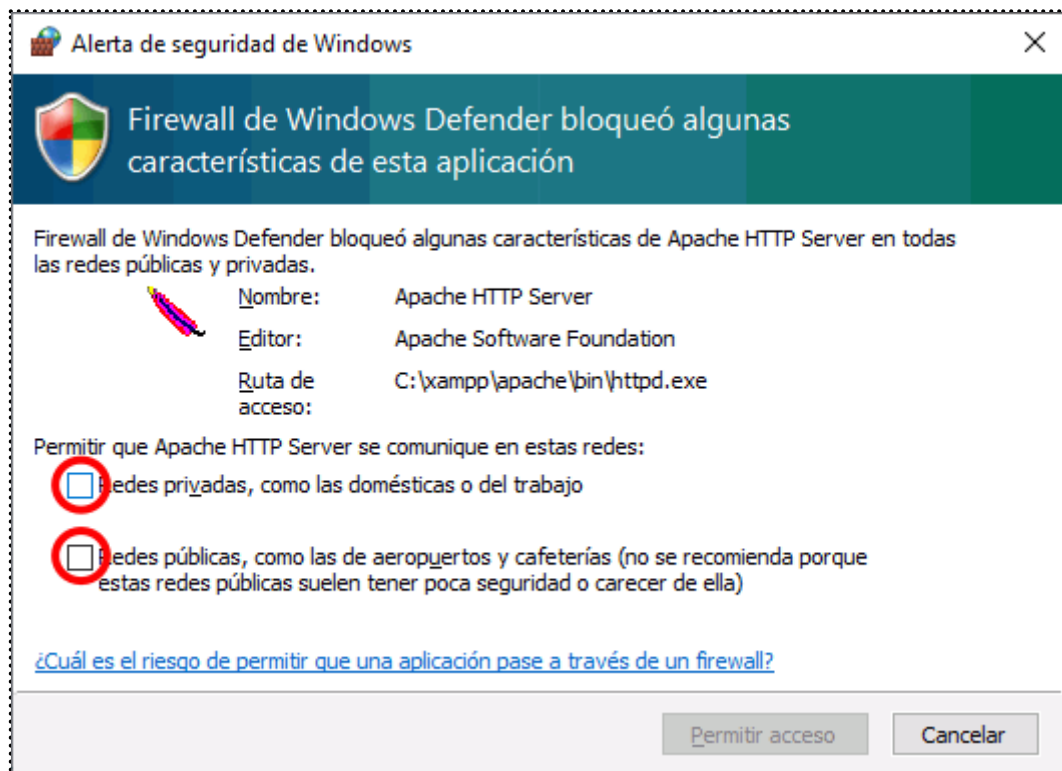 Alerta de seguridad de Windows
Firewall de Windows Defender bloqueó algunas
características de esta aplicación
Firewall de Windows Defender bloqueó algunas características de Apache HTTP Server en todas
las redes públicas y privadas.
Nombre: Apache HTTP Server
Editor: Apache Software Foundation
Ruta de C:\xampp\apache\bin\httpd.exe
acceso:
Permitir que Apache HTTP Server se comunique en estas redes:
Redes privadas, como las domésticas o del trabajo
Redes públicas, como las de aeropuertos y cafeterías (no se recomienda porque
estas redes públicas suelen tener poca seguridad o carecer de ella)
¿Cuál es el riesgo de permitir que una aplicación pase a través de un firewall?
Permitir acceso Cancelar